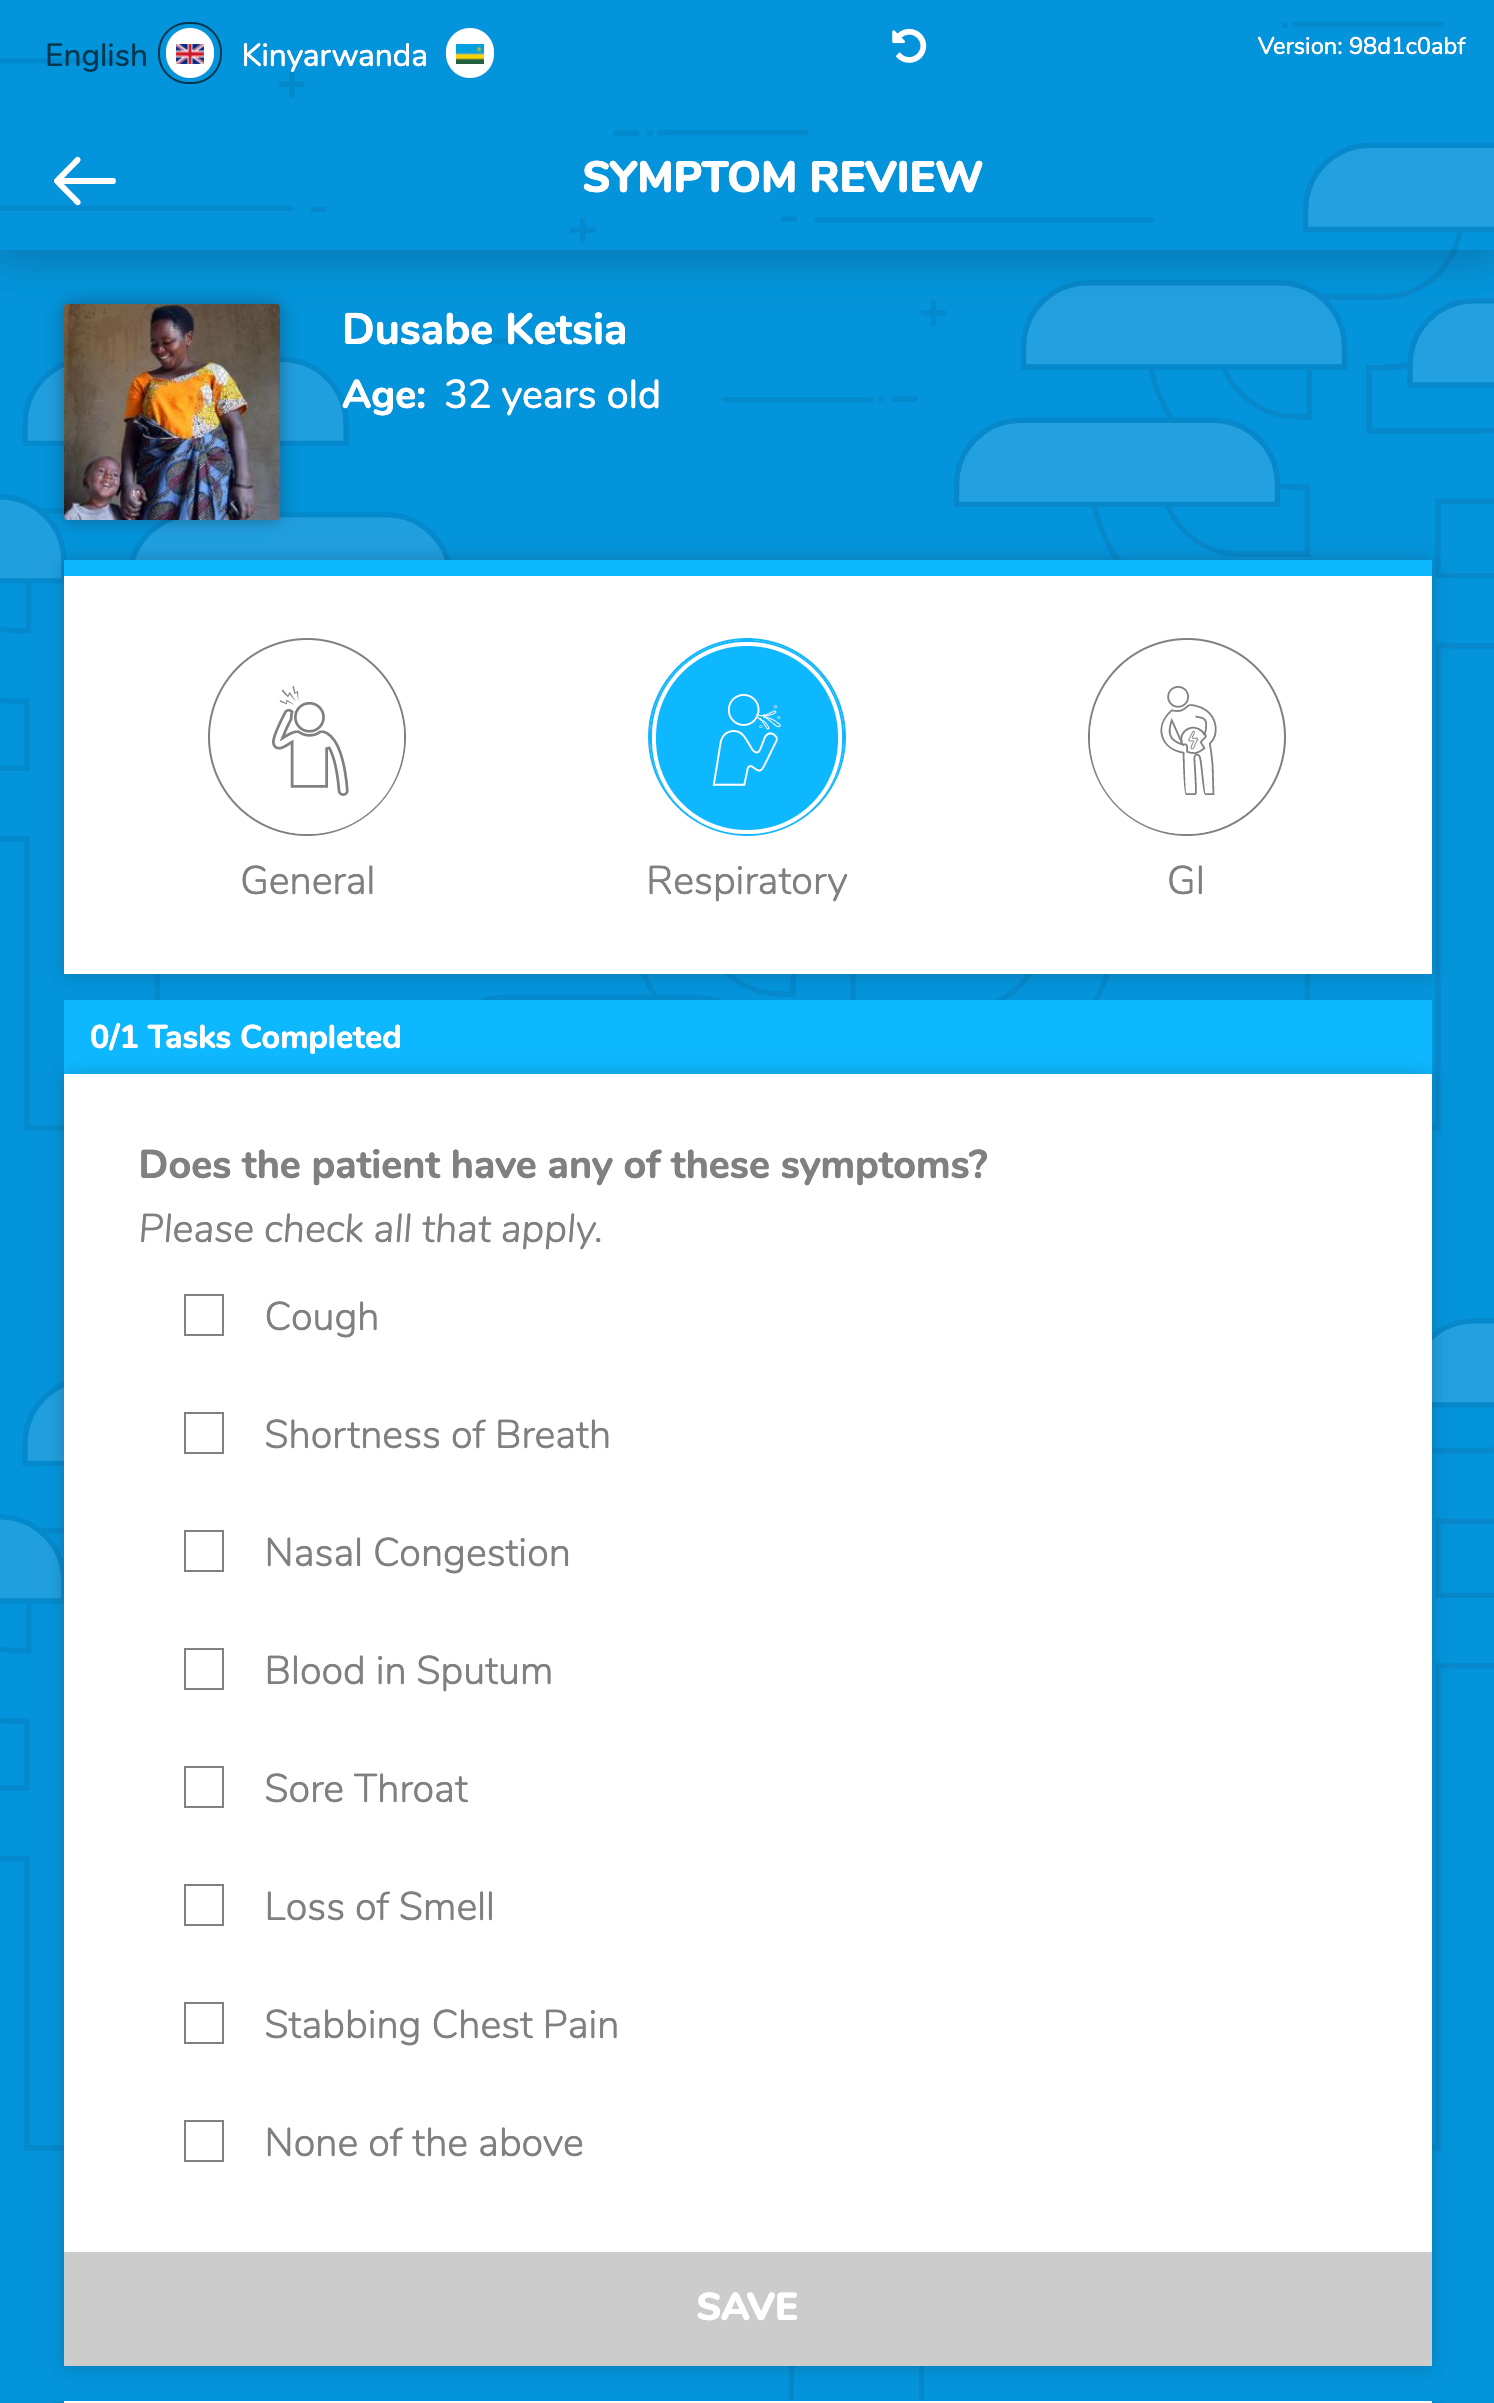 English Kinyarwanda Version: 98d1c0abf
SYMPTOM REVIEW
Dusabe Ketsia
Age: 32 years old
General Respiratory GI
0/1 Tasks Completed
Does the patient have any of these symptoms?
Please check all that apply.
Cough
Shortness of Breath
Nasal Congestion
Blood in Sputum
Sore Throat
Loss of Smell
Stabbing Chest Pain
None of the above
SAVE